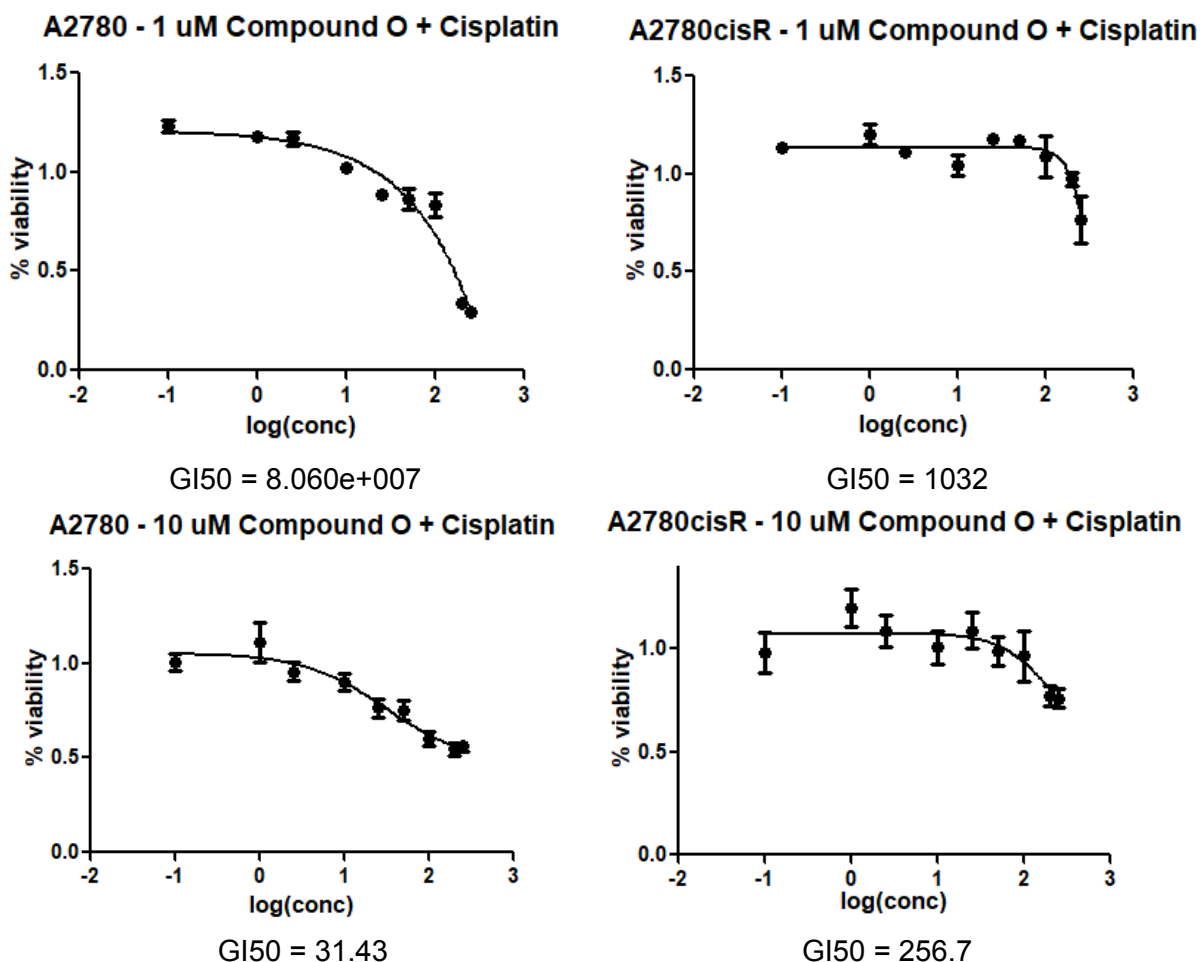 A2780 - 1 uM Compound O + Cisplatin
1.5
1.0
0.5
0.0
% viability
-2
-1
0
1
2
3
log(conc)
GI50 = 8.060e+007
A2780cisR - 1 uM Compound O + Cisplatin
1.5
1.0
0.5
0.0
% viability
-2
-1
0
1
2
3
log(conc)
GI50 = 1032
A2780 - 10 uM Compound O + Cisplatin
1.5
1.0
0.5
0.0
% viability
-2
-1
0
1
2
3
log(conc)
GI50 = 31.43
A2780cisR - 10 uM Compound O + Cisplatin
1.0
0.5
0.0
% viability
-2
-1
0
1
2
3
log(conc)
GI50 = 256.7